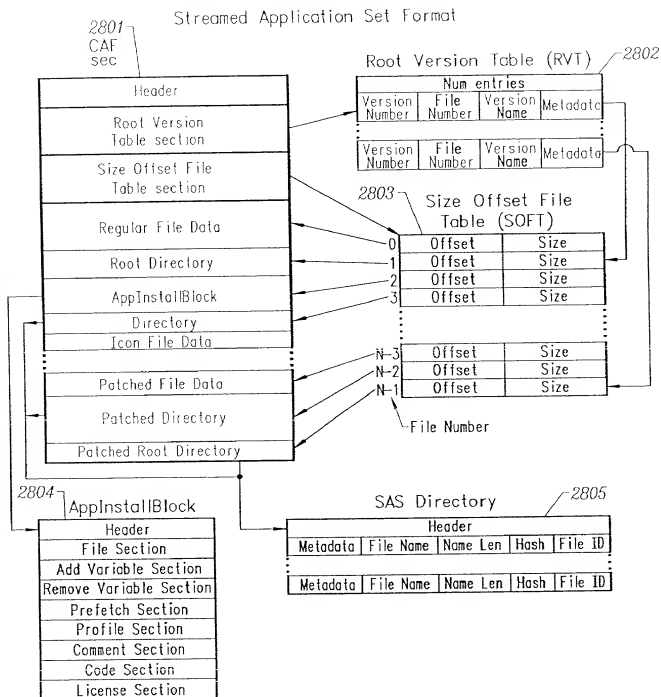 Streamed Application Set Format
2801
CAF
sec
Header
Root Version
Table section
Size Offset File
Table section
Regular File Data
Root Directory
AppInstallBlock
Directory
Icon File Data
Patched File Data
Patched Directory
Patched Root Directory
Root Version Table (RVT)
2802
Num entries
Version Number File Number Version Name Metadata
Version Number File Number Version Name Metadata
2803
Size Offset File
Table (SOFT)
0 Offset Size
1 Offset Size
2 Offset Size
3 Offset Size
N-3 Offset Size
N-2 Offset Size
N-1 Offset Size
File Number
2804
AppInstallBlock
Header
File Section
Add Variable Section
Remove Variable Section
Prefetch Section
Profile Section
Comment Section
Code Section
License Section
SAS Directory
2805
Header
Metadata File Name Name Len Hash File ID
Metadata File Name Name Len Hash File ID